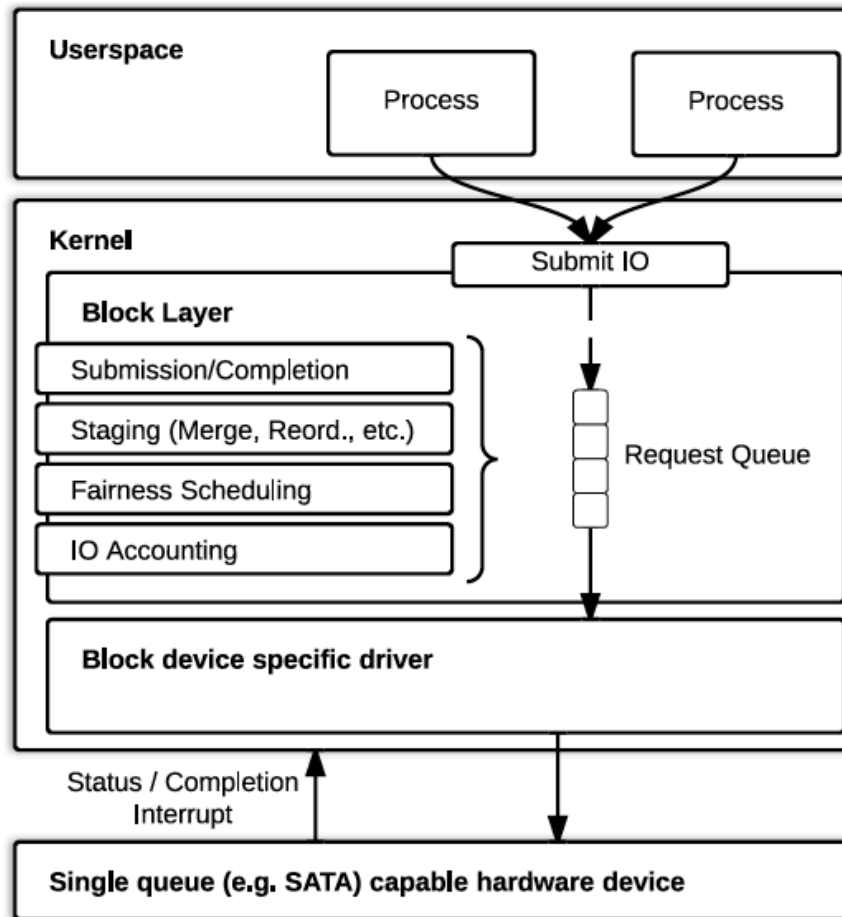 Userspace
Process
Process
Kernel
Submit IO
Block Layer
Submission/Completion
Staging (Merge, Reord., etc.)
Fairness Scheduling
IO Accounting
Request Queue
Block device specific driver
Status / Completion
Interrupt
Single queue (e.g. SATA) capable hardware device